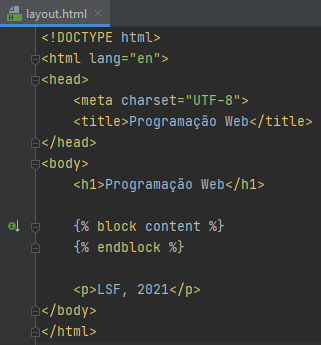 layout.html
<!DOCTYPE html>
<html lang="en">
<head>
    <meta charset="UTF-8">
    <title>Programação Web</title>
</head>
<body>
    <h1>Programação Web</h1>

    {% block content %}
    {% endblock %}

    <p>LSF, 2021</p>
</body>
</html>